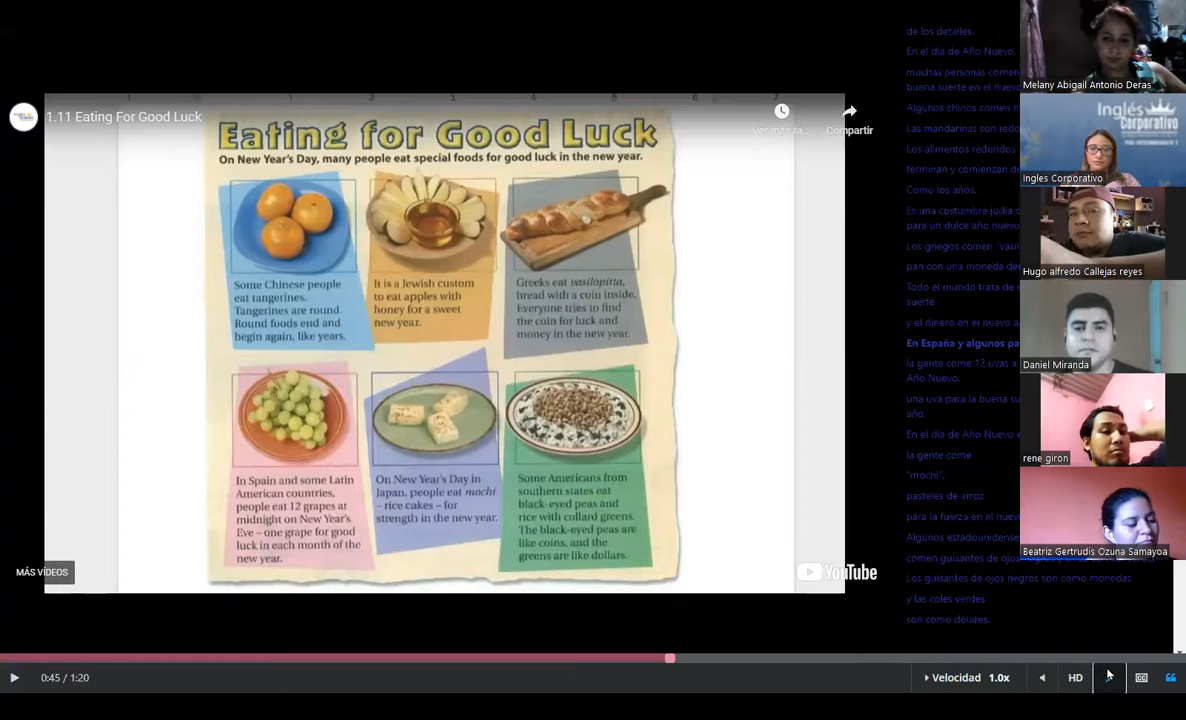 1.11 Eating For Good Luck
Ver más ta...
Compartir
Eating for Good Luck
On New Year's Day, many people eat special foods for good luck in the new year.
Some Chinese people
eat tangerines.
Tangerines are round.
Round foods end and
begin again, like years.
It is a Jewish custom
to eat apples with
honey for a sweet
new year.
Greeks eat vasilopitta,
bread with a coin inside.
Everyone tries to find
the coin for luck and
money in the new year.
In Spain and some Latin
American countries,
people eat 12 grapes at
midnight on New Year's
Eve – one grape for good
luck in each month of the
new year.
On New Year's Day in
Japan, people eat mochi
– rice cakes – for
strength in the new year.
Some Americans from
southern states eat
black-eyed peas and
rice with collard greens.
The black-eyed peas are
like coins, and the
greens are like dollars.
MÁS VÍDEOS
YouTube
0:45 / 1:20
Velocidad 1.0x
HD
de los detalles.
En el día de Año Nuevo,
muchas personas comen
buena suerte en el nuevo
Algunos chinos comen
Las mandarinas son
Los alimentos redondos
terminan y comienzan de
Como los años.
Es una costumbre judía
para un dulce año nuevo
Los griegos comen
pan con una moneda
Todo el mundo trata de
suerte
y el dinero en el nuevo
En España y algunos
la gente come 12 uvas a
Año Nuevo.
una uva para la buena
año.
En el día de Año Nuevo
la gente come
"mochi",
pasteles de arroz
para la fuerza en el
Algunos
comen guisantes de ojos
Los guisantes de ojos negros son como monedas
y las coles verdes
son como dólares.
Melany Abigail Antonio Deras
Inglés
Corporativo
Ingles Corporativo
Hugo alfredo Callejas reyes
Daniel Miranda
rene giron
Beatriz Gertrudis Ozuna Samayoa